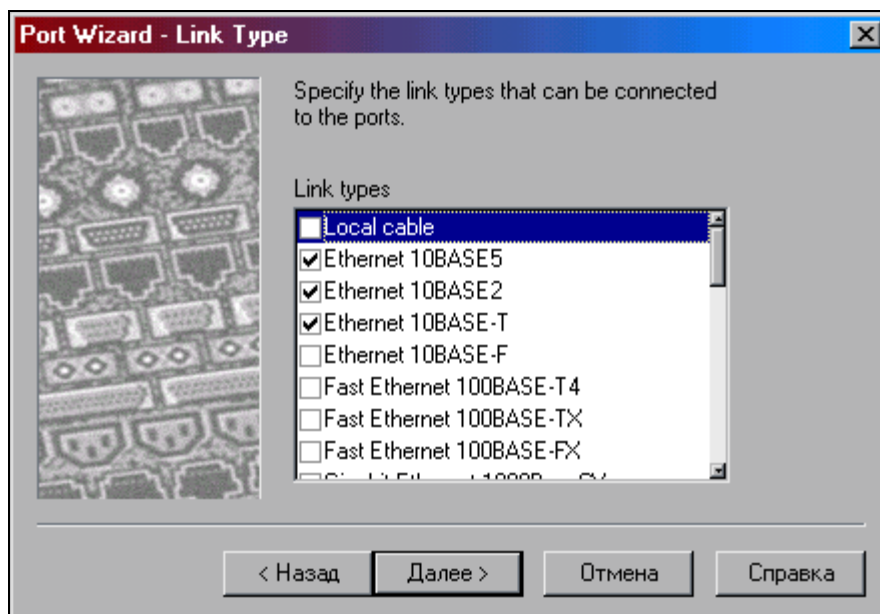 Port Wizard - Link Type
Specify the link types that can be connected
to the ports.
Link types
Local cable
Ethernet 10BASE5
Ethernet 10BASE2
Ethernet 10BASE-T
Ethernet 10BASE-F
Fast Ethernet 100BASE-T4
Fast Ethernet 100BASE-TX
Fast Ethernet 100BASE-FX
< Назад Далее > Отмена Справка